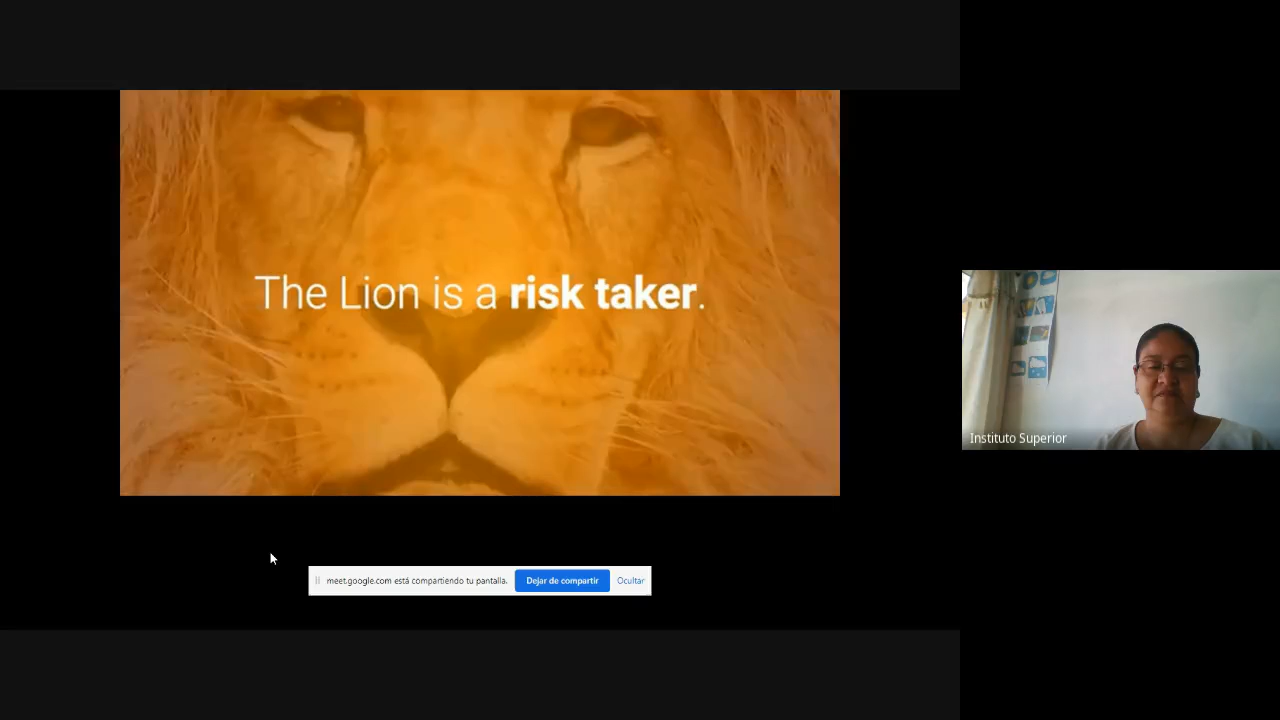 The Lion is a risk taker.
Instituto Superior
meet.google.com está compartiendo tu pantalla.
Dejar de compartir
Ocultar